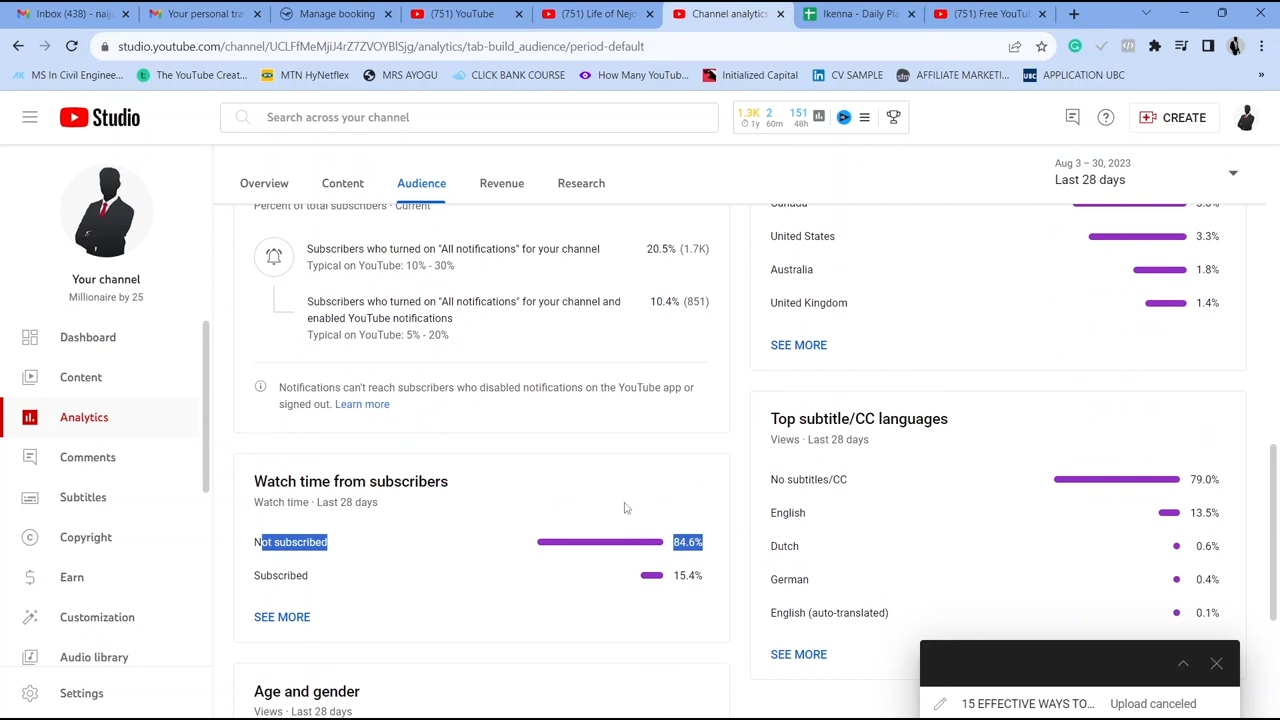 Inbox (438) - naij
Your personal tra
Manage booking
(751) YouTube
(751) Life of Nejo
Channel analytics
Ikenna - Daily Pla
(751) Free YouTu
studio.youtube.com/channel/UCLFfMeMjiJ4rZ7ZVOYBlSjg/analytics/tab-build_audience/period-default
MS In Civil Enginee...
The YouTube Creat...
MTN HyNetflex
MRS AYOGU
CLICK BANK COURSE
How Many YouTub...
Initialized Capital
CV SAMPLE
AFFILIATE MARKETI...
APPLICATION UBC
»
Studio
Search across your channel
1.3K 2 151
1y 60m 48h
CREATE
Overview
Content
Audience
Revenue
Research
Aug 3 – 30, 2023
Last 28 days
Your channel
Millionaire by 25
Dashboard
Content
Analytics
Comments
Subtitles
Copyright
Earn
Customization
Audio library
Settings
Percent of total subscribers · Current
Subscribers who turned on "All notifications" for your channel 20.5% (1.7K)
Typical on YouTube: 10% - 30%
Subscribers who turned on "All notifications" for your channel and 10.4% (851)
enabled YouTube notifications
Typical on YouTube: 5% - 20%
Notifications can't reach subscribers who disabled notifications on the YouTube app or
signed out. Learn more
Watch time from subscribers
Watch time · Last 28 days
Not subscribed 84.6%
Subscribed 15.4%
SEE MORE
Age and gender
Views · Last 28 days
Canada
United States 3.3%
Australia 1.8%
United Kingdom 1.4%
SEE MORE
Top subtitle/CC languages
Views · Last 28 days
No subtitles/CC 79.0%
English 13.5%
Dutch 0.6%
German 0.4%
English (auto-translated) 0.1%
SEE MORE
15 EFFECTIVE WAYS TO... Upload canceled